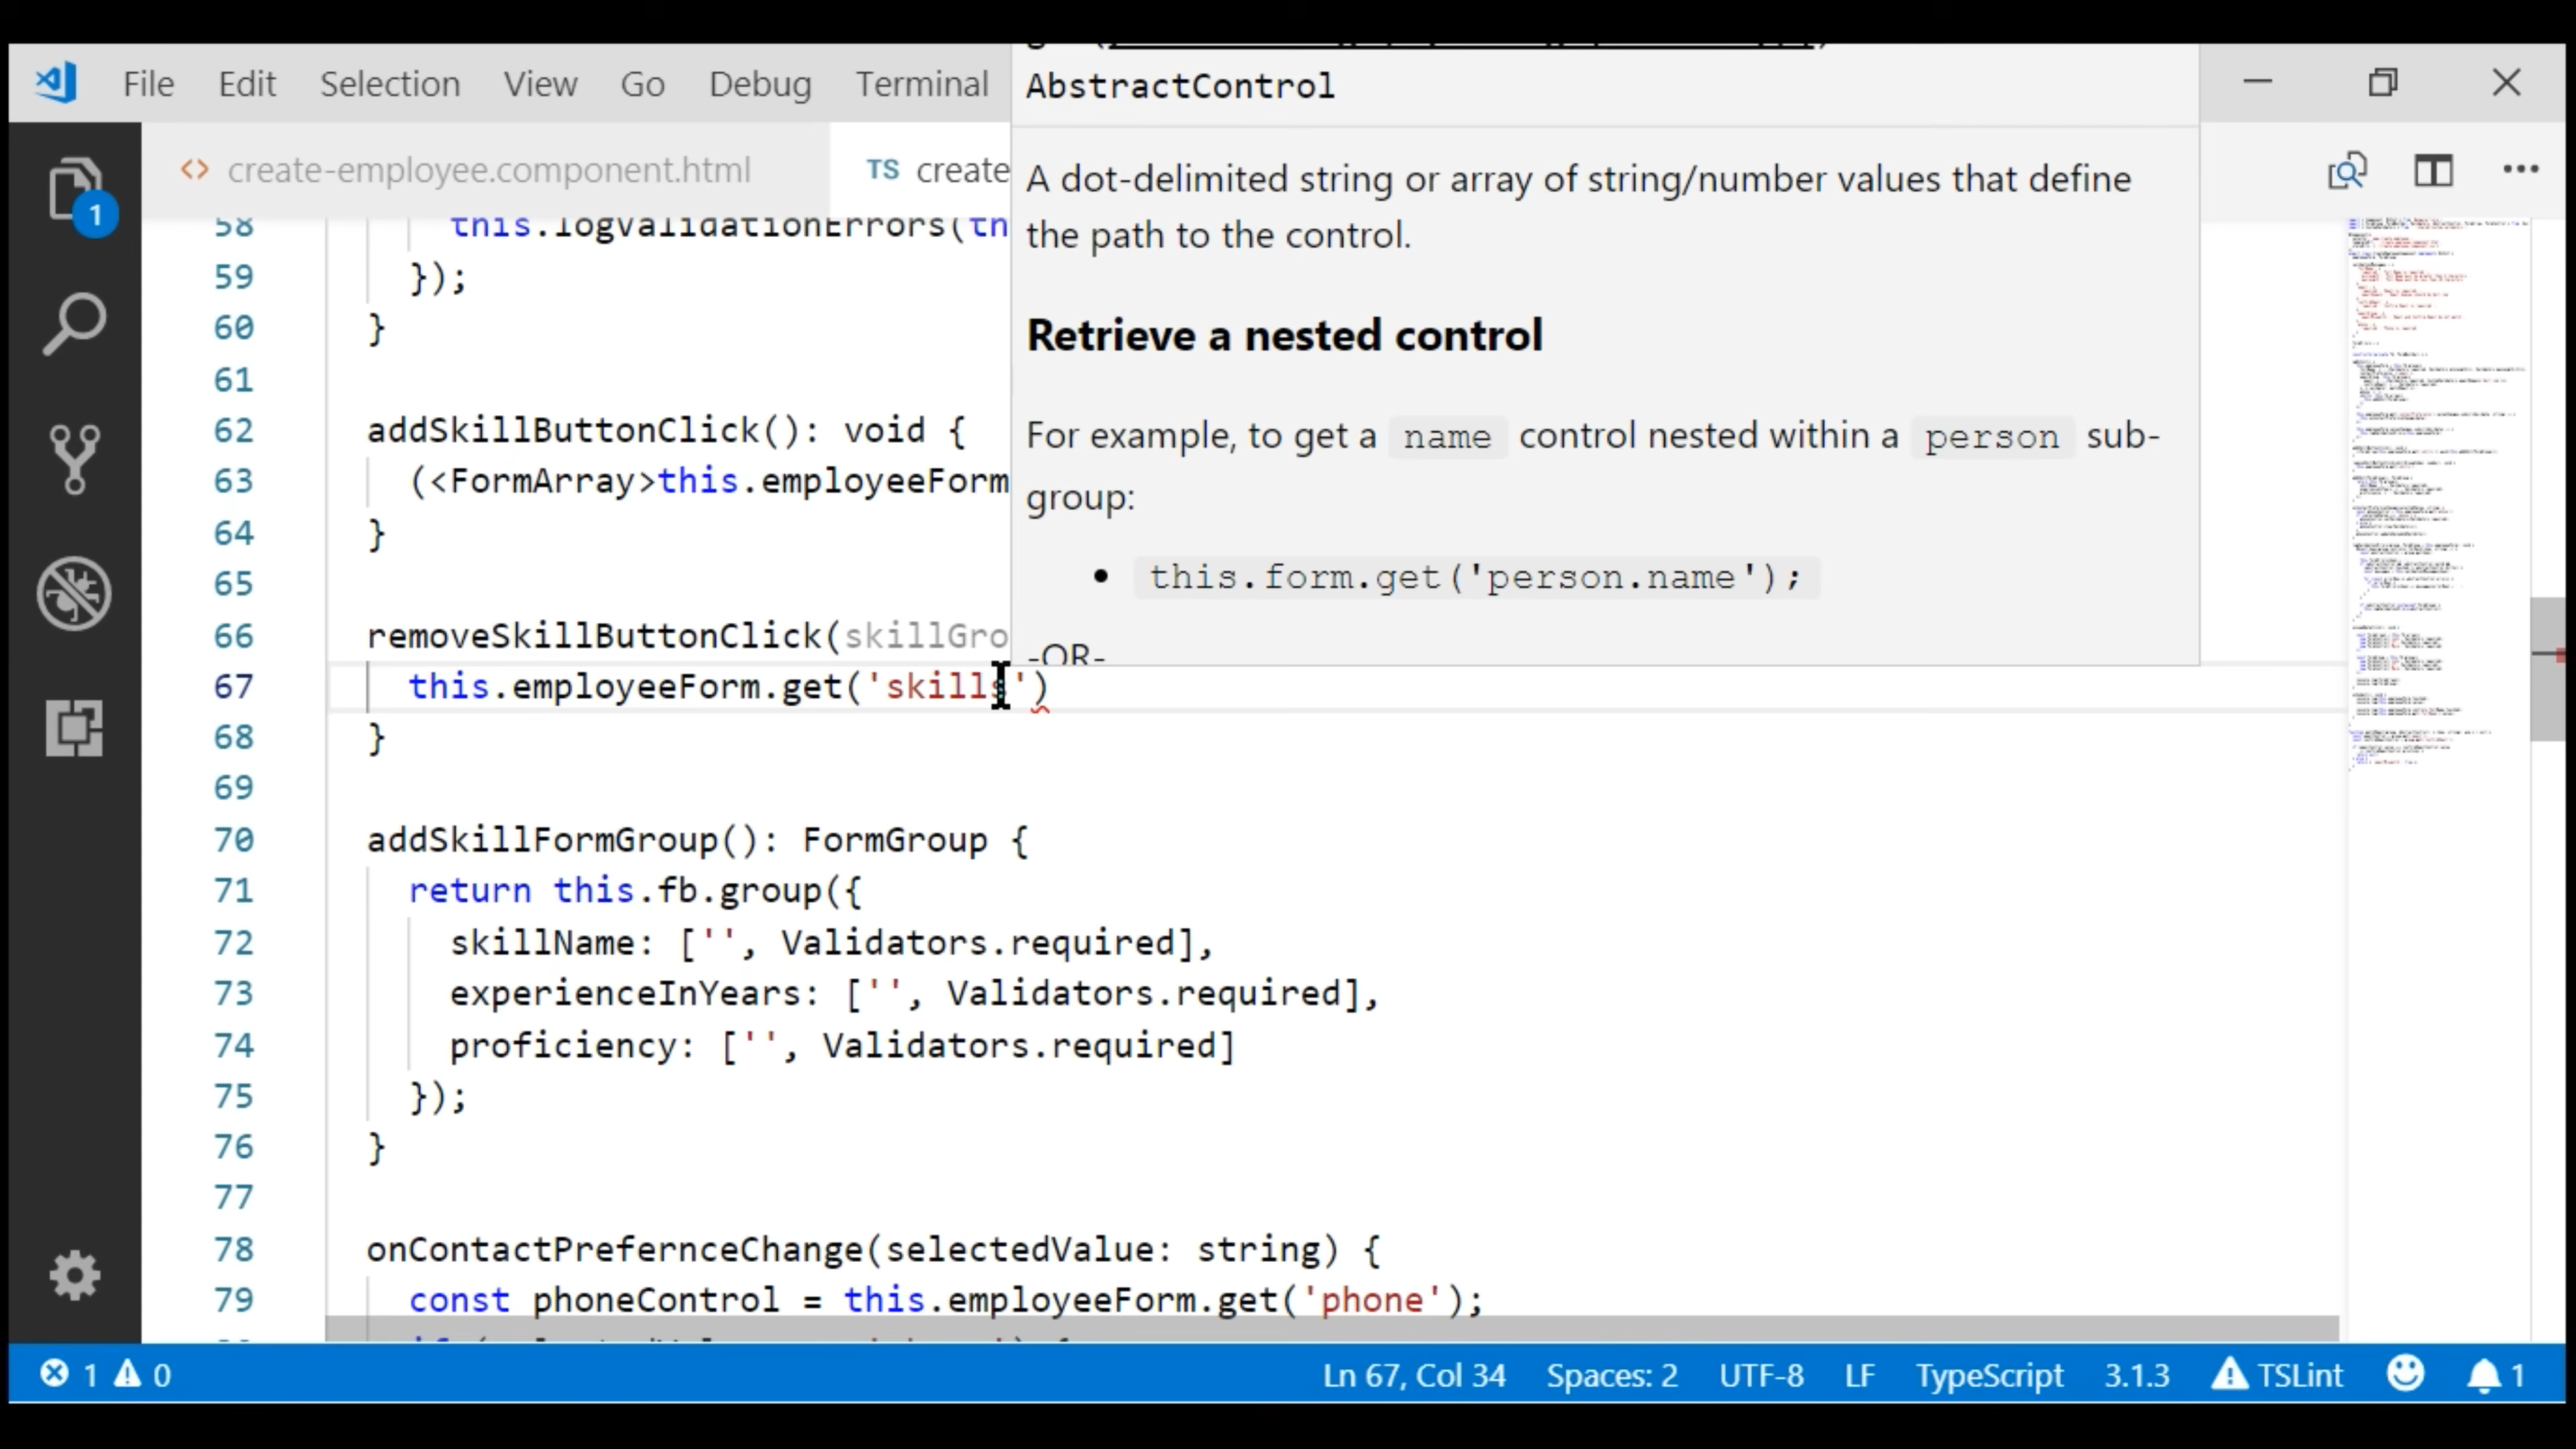 File Edit Selection View Go Debug Terminal
AbstractControl
A dot-delimited string or array of string/number values that define
the path to the control.
Retrieve a nested control
For example, to get a name control nested within a person sub-
group:
• this.form.get('person.name');
-OR-
1
create-employee.component.html
TS create
58 this.logValidationErrors(th
59 });
60 }
61
62 addSkillButtonClick(): void {
63 (<FormArray>this.employeeForm
64 }
65
66 removeSkillButtonClick(skillGro
67 this.employeeForm.get('skills')
68 }
69
70 addSkillFormGroup(): FormGroup {
71 return this.fb.group({
72 skillName: ['', Validators.required],
73 experienceInYears: ['', Validators.required],
74 proficiency: ['', Validators.required]
75 });
76 }
77
78 onContactPrefernceChange(selectedValue: string) {
79 const phoneControl = this.employeeForm.get('phone');
1 0 Ln 67, Col 34 Spaces: 2 UTF-8 LF TypeScript 3.1.3 TSLint 1